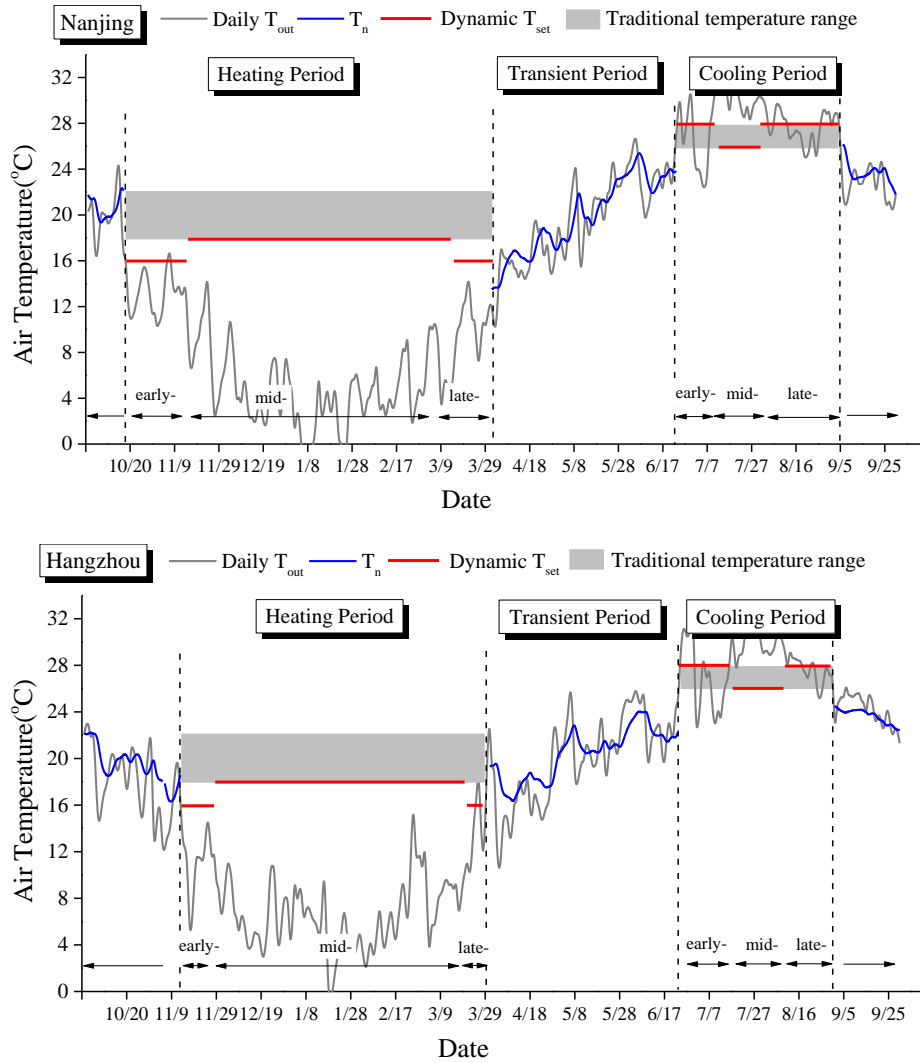 Nanjing Daily Tout Tn Dynamic Tset Traditional temperature range
Heating Period Transient Period Cooling Period
32
28
24
20
16
12
8
4
0
Air Temperature(°C)
early- mid- late- early- mid- late-
10/20 11/9 11/29 12/19 1/8 1/28 2/17 3/9 3/29 4/18 5/8 5/28 6/17 7/7 7/27 8/16 9/5 9/25
Date
Hangzhou Daily Tout Tn Dynamic Tset Traditional temperature range
Heating Period Transient Period Cooling Period
32
28
24
20
16
12
8
4
0
Air Temperature(°C)
early- mid- late- early- mid- late-
10/20 11/9 11/29 12/19 1/8 1/28 2/17 3/9 3/29 4/18 5/8 5/28 6/17 7/7 7/27 8/16 9/5 9/25
Date